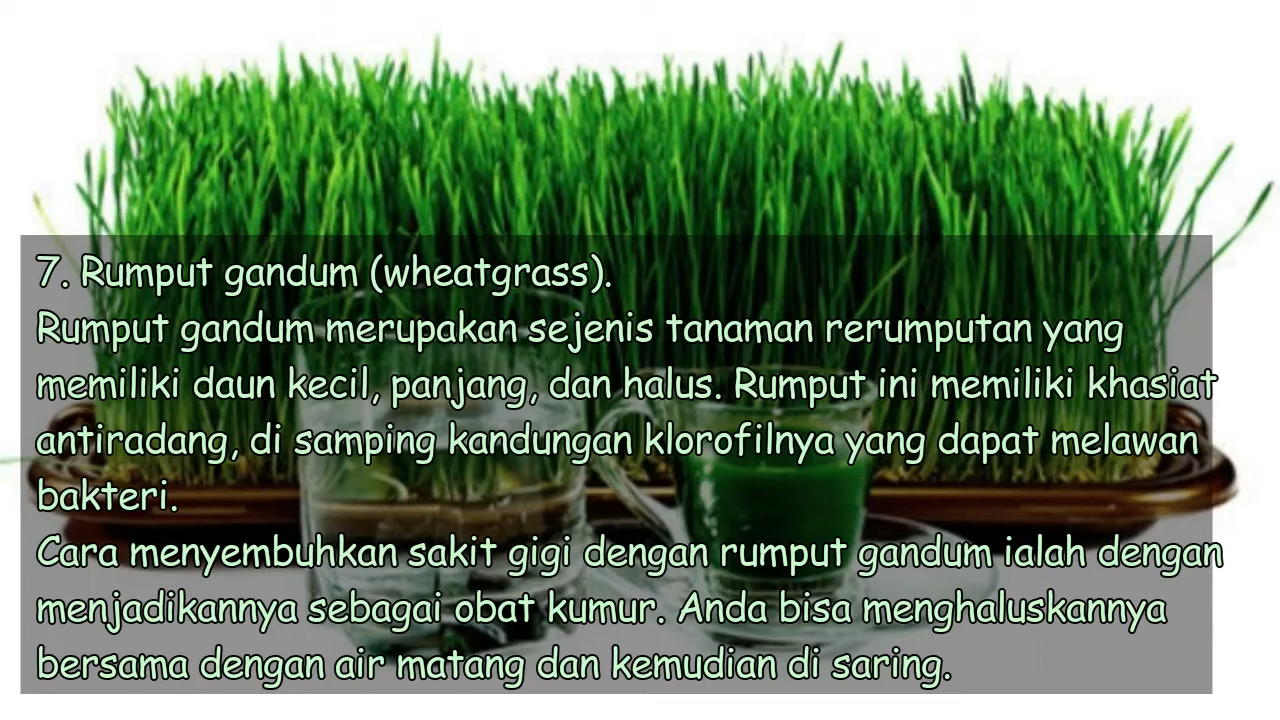 7. Rumput gandum (wheatgrass).
Rumput gandum merupakan sejenis tanaman rerumputan yang
memiliki daun kecil, panjang, dan halus. Rumput ini memiliki khasiat
antiradang, di samping kandungan klorofilnya yang dapat melawan
bakteri.
Cara menyembuhkan sakit gigi dengan rumput gandum ialah dengan
menjadikannya sebagai obat kumur. Anda bisa menghaluskannya
bersama dengan air matang dan kemudian di saring.